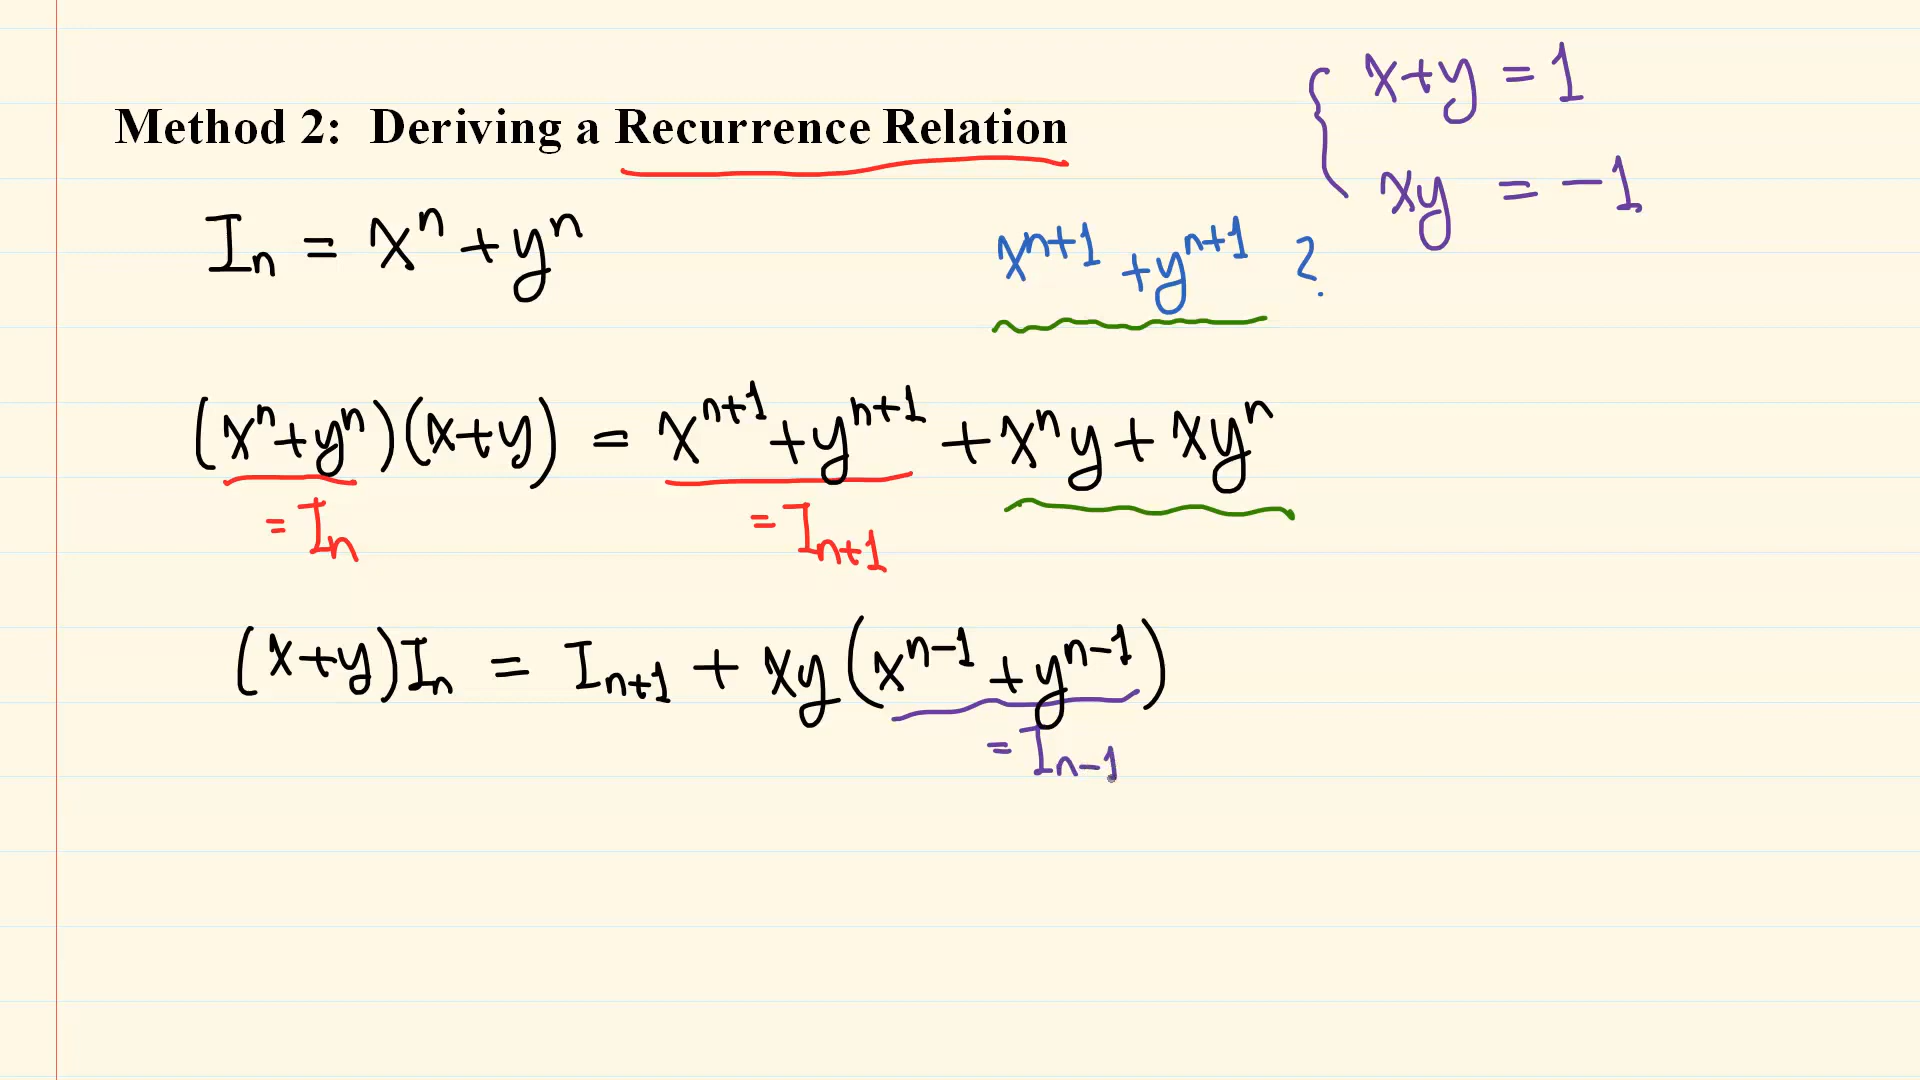 x+y = 1
Method 2: Deriving a Recurrence Relation
xy = -1
Iₙ = xⁿ + yⁿ
xⁿ⁺¹ + yⁿ⁺¹ ?
(xⁿ+yⁿ)(x+y) = xⁿ⁺¹ + yⁿ⁺¹ + xⁿy + xyⁿ
= Iₙ = Iₙ₊₁
(x+y)Iₙ = Iₙ₊₁ + xy(xⁿ⁻¹ + yⁿ⁻¹)
= Iₙ₋₁